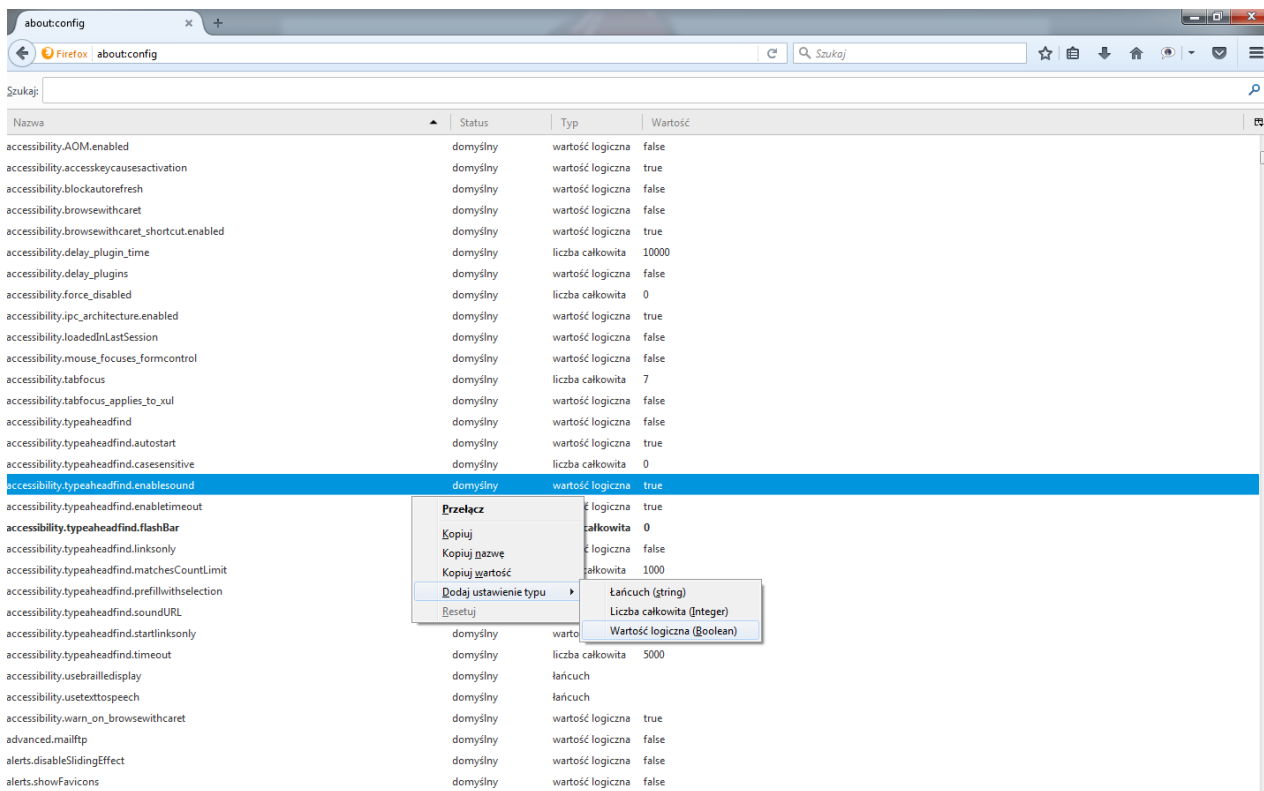 about:config
Firefox about:config Szukaj
Szukaj:
Nazwa Status Typ Wartość
accessibility.AOM.enabled domyślny wartość logiczna false
accessibility.accesskeycausesactivation domyślny wartość logiczna true
accessibility.blockautorefresh domyślny wartość logiczna false
accessibility.browsewithcaret domyślny wartość logiczna false
accessibility.browsewithcaret_shortcut.enabled domyślny wartość logiczna true
accessibility.delay_plugin_time domyślny liczba całkowita 10000
accessibility.delay_plugins domyślny wartość logiczna false
accessibility.force_disabled domyślny liczba całkowita 0
accessibility.ipc_architecture.enabled domyślny wartość logiczna true
accessibility.loadedInLastSession domyślny wartość logiczna false
accessibility.mouse_focuses_formcontrol domyślny wartość logiczna false
accessibility.tabfocus domyślny liczba całkowita 7
accessibility.tabfocus_applies_to_xul domyślny wartość logiczna false
accessibility.typeaheadfind domyślny wartość logiczna false
accessibility.typeaheadfind.autostart domyślny wartość logiczna true
accessibility.typeaheadfind.casesensitive domyślny liczba całkowita 0
accessibility.typeaheadfind.enablesound domyślny wartość logiczna true
accessibility.typeaheadfind.enabletimeout logiczna true
accessibility.typeaheadfind.flashBar całkowita 0
accessibility.typeaheadfind.linksonly logiczna false
accessibility.typeaheadfind.matchesCountLimit całkowita 1000
accessibility.typeaheadfind.prefillwithselection
accessibility.typeaheadfind.soundURL
accessibility.typeaheadfind.startlinksonly domyślny warto
accessibility.typeaheadfind.timeout domyślny liczba całkowita 5000
accessibility.usebrailledisplay domyślny łańcuch
accessibility.usetexttospeech domyślny łańcuch
accessibility.warn_on_browsewithcaret domyślny wartość logiczna true
advanced.mailftp domyślny wartość logiczna false
alerts.disableSlidingEffect domyślny wartość logiczna false
alerts.showFavicons domyślny wartość logiczna false
Przełącz
Kopiuj
Kopiuj nazwę
Kopiuj wartość
Dodaj ustawienie typu
Resetuj
Łańcuch (string)
Liczba całkowita (Integer)
Wartość logiczna (Boolean)